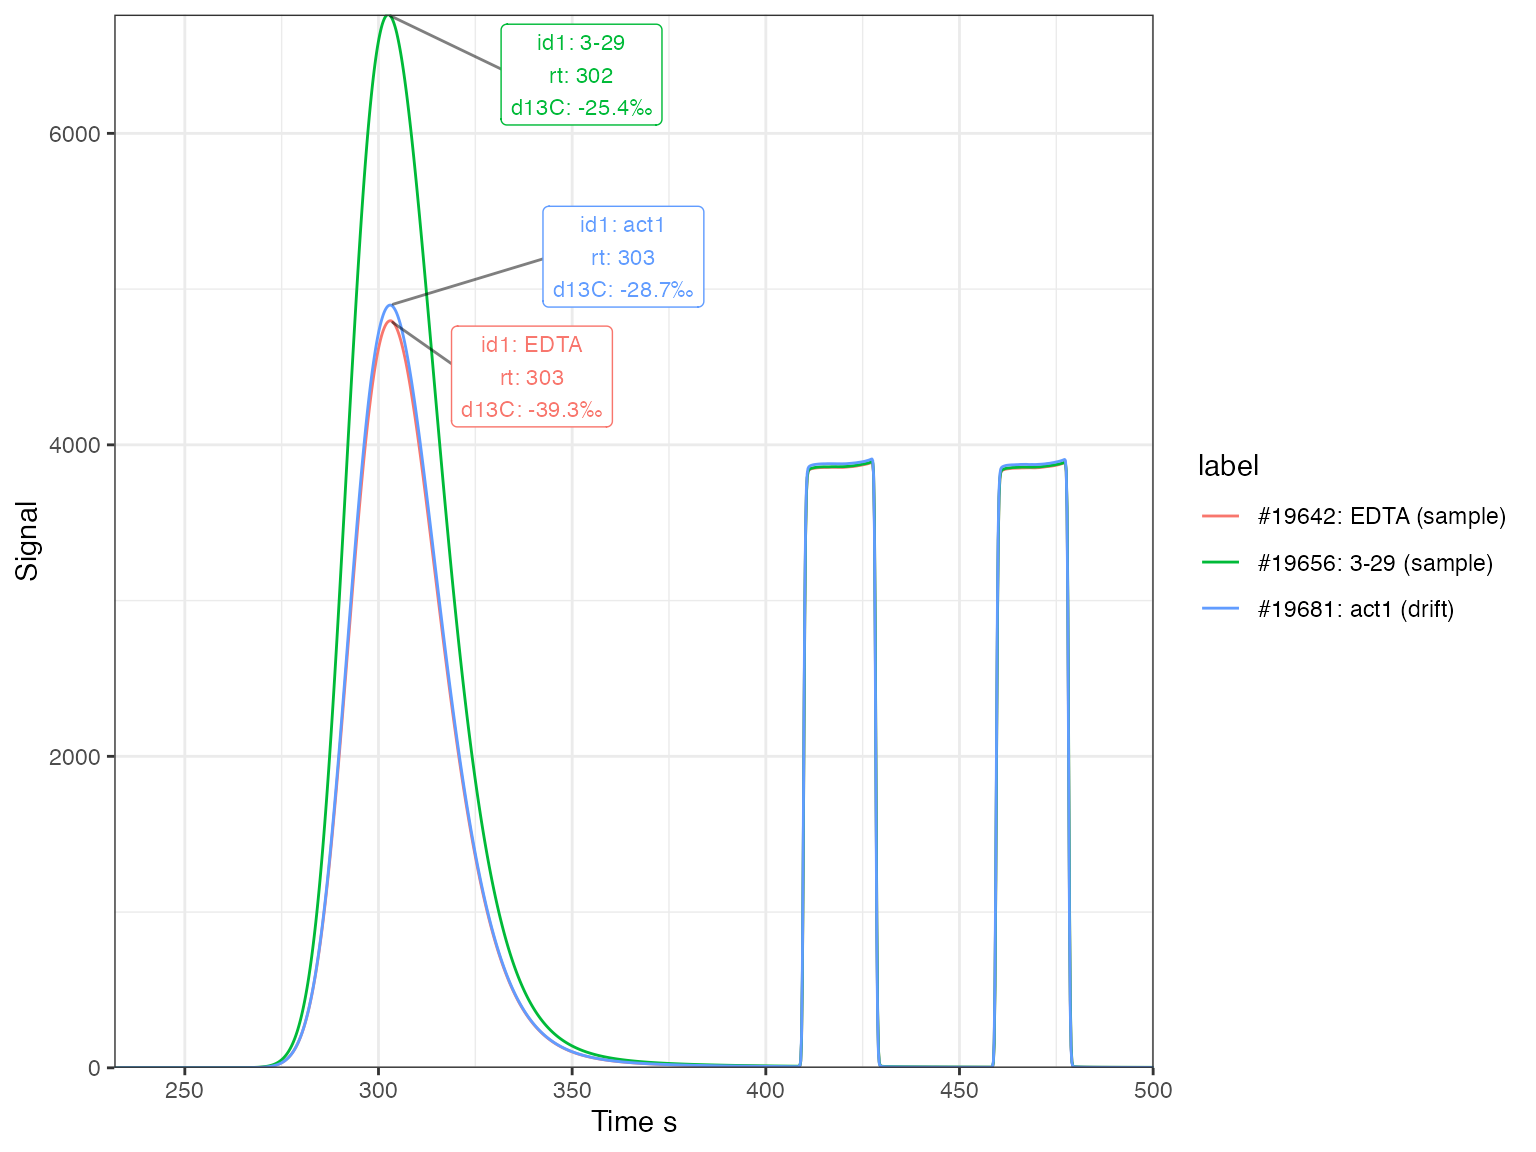 id1: 3-29
rt: 302
d13C: -25.4‰
id1: act1
rt: 303
d13C: -28.7‰
id1: EDTA
rt: 303
d13C: -39.3‰
6000
4000
2000
0
Signal
250
300
350
400
450
500
Time s
label
#19642: EDTA (sample)
#19656: 3-29 (sample)
#19681: act1 (drift)